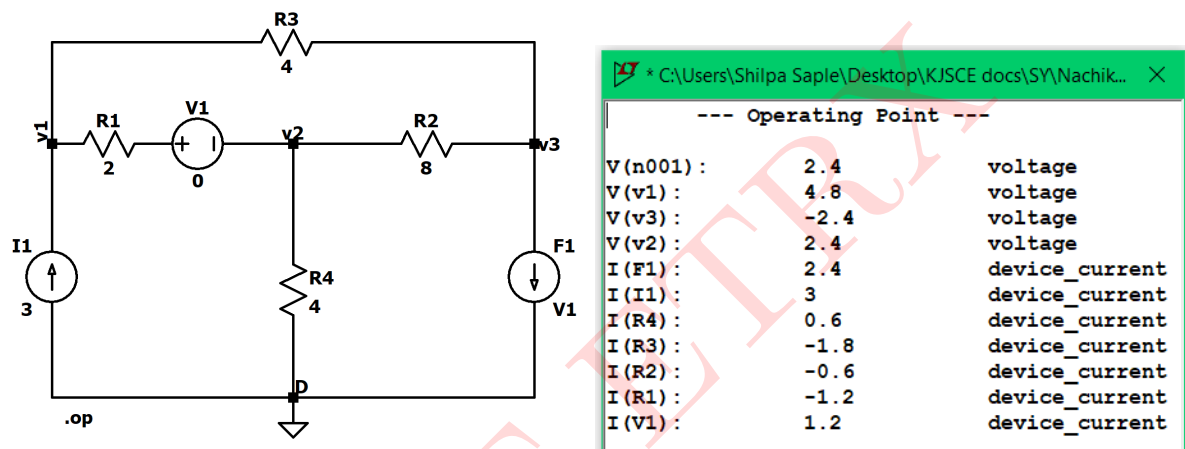 R3
4
v1
R1
2
V1
0
v2
R2
8
v3
I1
3
R4
4
F1
V1
D
.op
* C:\Users\Shilpa Saple\Desktop\KJSCE docs\SY\Nachik...
--- Operating Point ---
V(n001): 2.4 voltage
V(v1): 4.8 voltage
V(v3): -2.4 voltage
V(v2): 2.4 voltage
I(F1): 2.4 device_current
I(I1): 3 device_current
I(R4): 0.6 device_current
I(R3): -1.8 device_current
I(R2): -0.6 device_current
I(R1): -1.2 device_current
I(V1): 1.2 device_current
ETRX